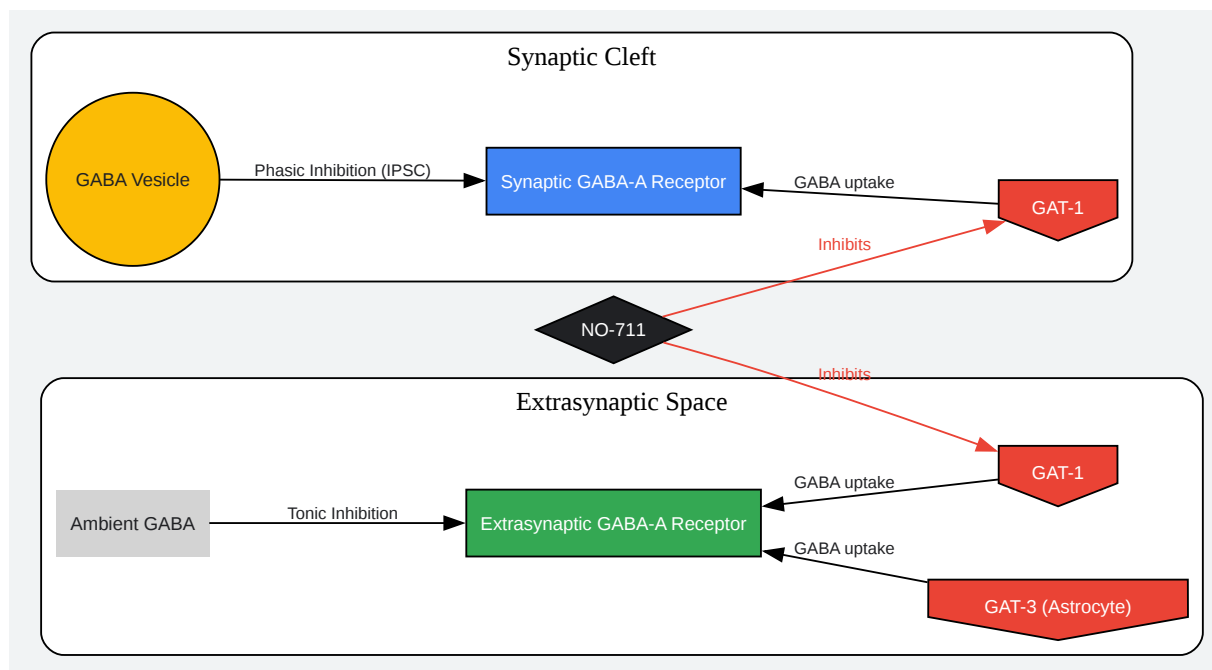 Synaptic Cleft
GABA Vesicle
Phasic Inhibition (IPSC)
Synaptic GABA-A Receptor
GABA uptake
GAT-1
Inhibits
NO-711
Inhibits
Extrasynaptic Space
GAT-1
GABA uptake
Ambient GABA
Tonic Inhibition
Extrasynaptic GABA-A Receptor
GABA uptake
GAT-3 (Astrocyte)